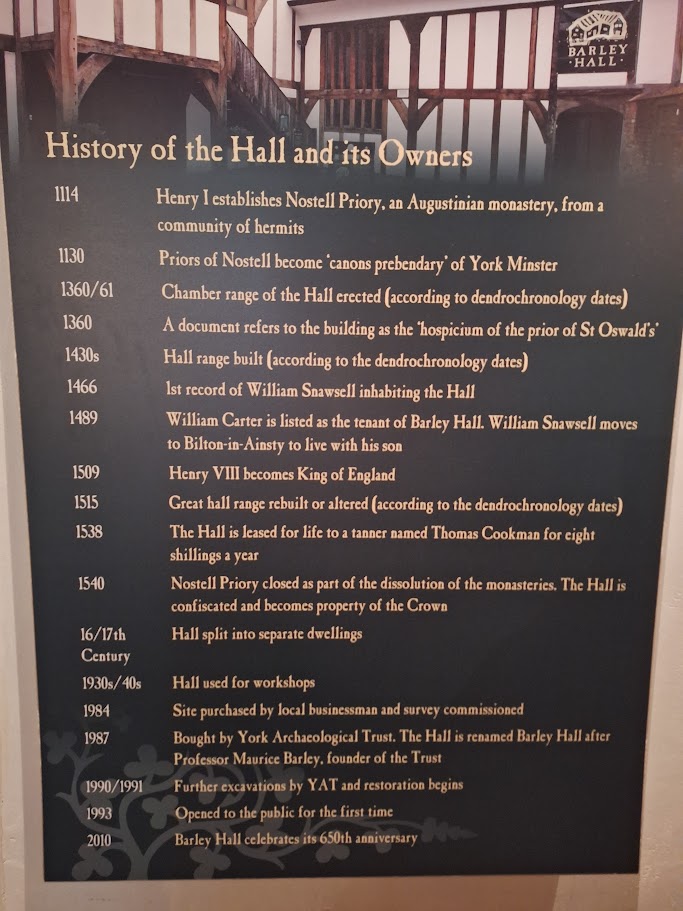 BARLEY
· HALL ·
History of the Hall and its Owners
1114 Henry I establishes Nostell Priory, an Augustinian monastery, from a
community of hermits
1130 Priors of Nostell become 'canons prebendary' of York Minster
1360/61 Chamber range of the Hall erected (according to dendrochronology dates)
1360 A document refers to the building as the 'hospicium of the prior of St Oswald's'
1430s Hall range built (according to the dendrochronology dates)
1466 1st record of William Snawsell inhabiting the Hall
1489 William Carter is listed as the tenant of Barley Hall. William Snawsell moves
to Bilton-in-Ainsty to live with his son
1509 Henry VIII becomes King of England
1515 Great hall range rebuilt or altered (according to the dendrochronology dates)
1538 The Hall is leased for life to a tanner named Thomas Cookman for eight
shillings a year
1540 Nostell Priory closed as part of the dissolution of the monasteries. The Hall is
confiscated and becomes property of the Crown
16/17th Hall split into separate dwellings
Century
1930s/40s Hall used for workshops
1984 Site purchased by local businessman and survey commissioned
1987 Bought by York Archaeological Trust. The Hall is renamed Barley Hall after
Professor Maurice Barley, founder of the Trust
1990/1991 Further excavations by YAT and restoration begins
1993 Opened to the public for the first time
2010 Barley Hall celebrates its 650th anniversary